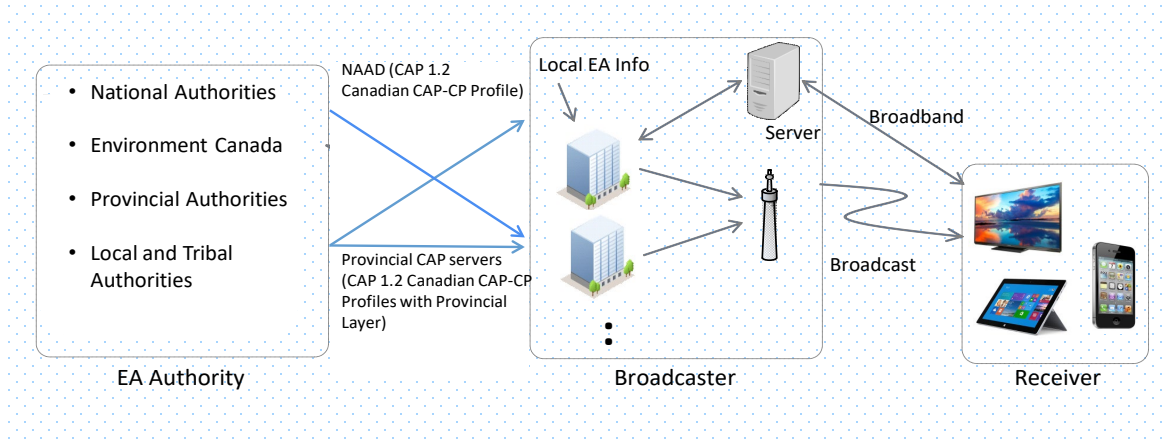 • National Authorities
• Environment Canada
• Provincial Authorities
• Local and Tribal
Authorities
EA Authority
NAAD (CAP 1.2
Canadian CAP-CP Profile)
Provincial CAP servers
(CAP 1.2 Canadian CAP-CP
Profiles with Provincial
Layer)
Local EA Info
Server
Broadcaster
Broadband
Broadcast
Receiver